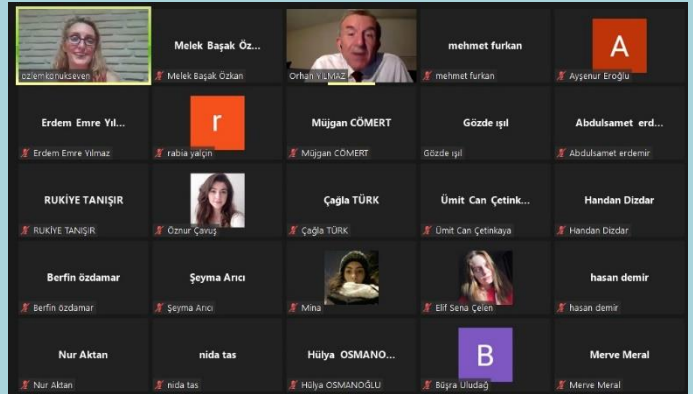 ozlemkonukseven
Melek Başak Öz...
Melek Başak Özkan
Orhan YILMAZ
mehmet furkan
mehmet furkan
A
Ayşenur Eroğlu
Erdem Emre Yıl...
Erdem Emre Yılmaz
r
rabia yalçın
Müjgan CÖMERT
Müjgan CÖMERT
Gözde ışıl
Gözde ışıl
Abdulsamet erd...
Abdulsamet erdemir
RUKİYE TANIŞIR
RUKİYE TANIŞIR
Öznur Çavuş
Çağla TÜRK
Çağla TÜRK
Ümit Can Çetink...
Ümit Can Çetinkaya
Handan Dizdar
Handan Dizdar
Berfin özdamar
Berfin özdamar
Şeyma Arıcı
Şeyma Arıcı
Mina
Elif Sena Çelen
hasan demir
hasan demir
Nur Aktan
Nur Aktan
nida tas
nida tas
Hülya OSMANO...
Hülya OSMANOĞLU
B
Büşra Uludağ
Merve Meral
Merve Meral